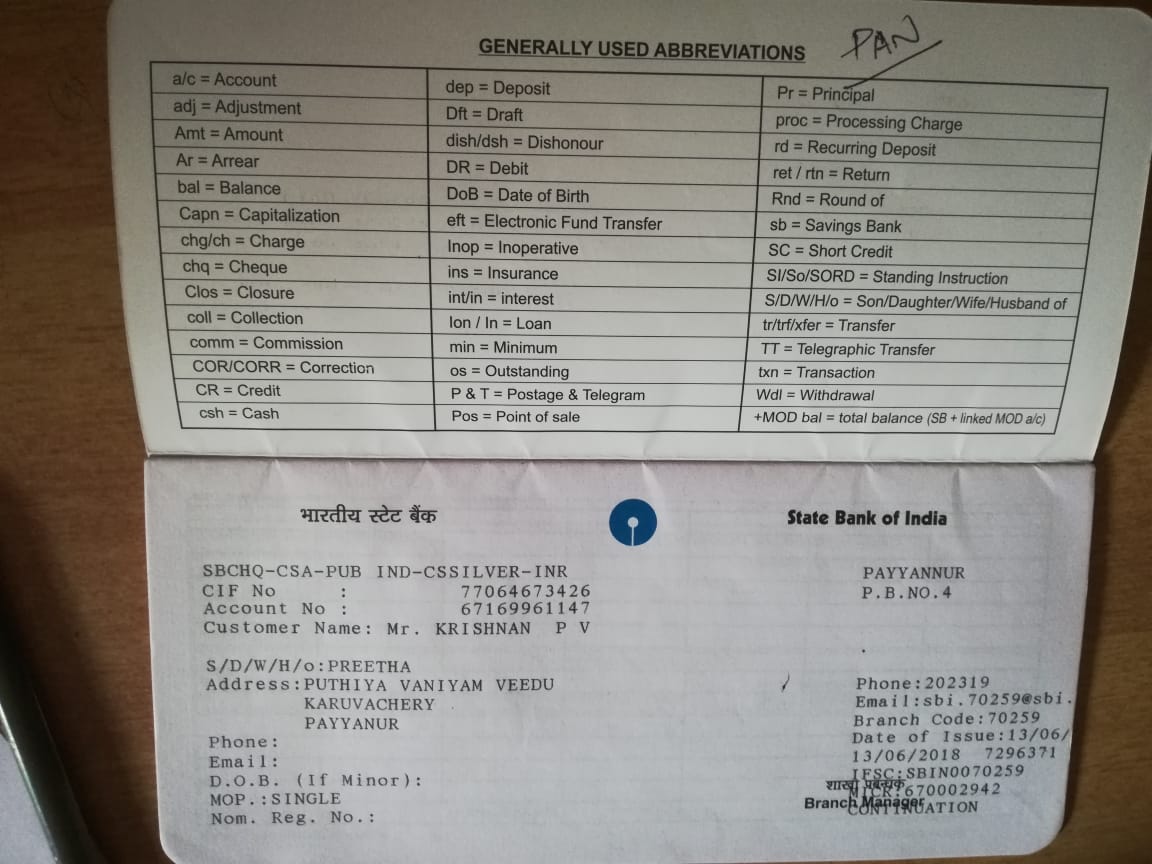 GENERALLY USED ABBREVIATIONS
PAN
a/c = Account
adj = Adjustment
Amt = Amount
Ar = Arrear
bal = Balance
Capn = Capitalization
chg/ch = Charge
chq = Cheque
Clos = Closure
coll = Collection
comm = Commission
COR/CORR = Correction
CR = Credit
csh = Cash
dep = Deposit
Dft = Draft
dish/dsh = Dishonour
DR = Debit
DoB = Date of Birth
eft = Electronic Fund Transfer
Inop = Inoperative
ins = Insurance
int/in = interest
lon / ln = Loan
min = Minimum
os = Outstanding
P & T = Postage & Telegram
Pos = Point of sale
Pr = Principal
proc = Processing Charge
rd = Recurring Deposit
ret / rtn = Return
Rnd = Round of
sb = Savings Bank
SC = Short Credit
SI/So/SORD = Standing Instruction
S/D/W/H/o = Son/Daughter/Wife/Husband of
tr/trf/xfer = Transfer
TT = Telegraphic Transfer
txn = Transaction
Wdl = Withdrawal
+MOD bal = total balance (SB + linked MOD a/c)
भारतीय स्टेट बैंक
State Bank of India
SBCHQ-CSA-PUB IND-CSSILVER-INR
CIF No : 77064673426
Account No : 67169961147
Customer Name: Mr. KRISHNAN P V
S/D/W/H/o:PREETHA
Address:PUTHIYA VANIYAM VEEDU
KARUVACHERY
PAYYANUR
Phone:
Email:
D.O.B. (If Minor):
MOP.:SINGLE
Nom. Reg. No.:
PAYYANNUR
P.B.NO.4
Phone:202319
Email:sbi.70259@sbi.
Branch Code:70259
Date of Issue:13/06/
13/06/2018 7296371
IFSC:SBIN0070259
शाखा प्रबन्धक
MICR:670002942
Branch Manager
CONTINUATION